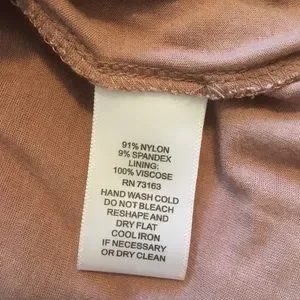 91% NYLON
9% SPANDEX
LINING:
100% VISCOSE
RN 73163
HAND WASH COLD
DO NOT BLEACH
RESHAPE AND
DRY FLAT
COOL IRON
IF NECESSARY
OR DRY CLEAN